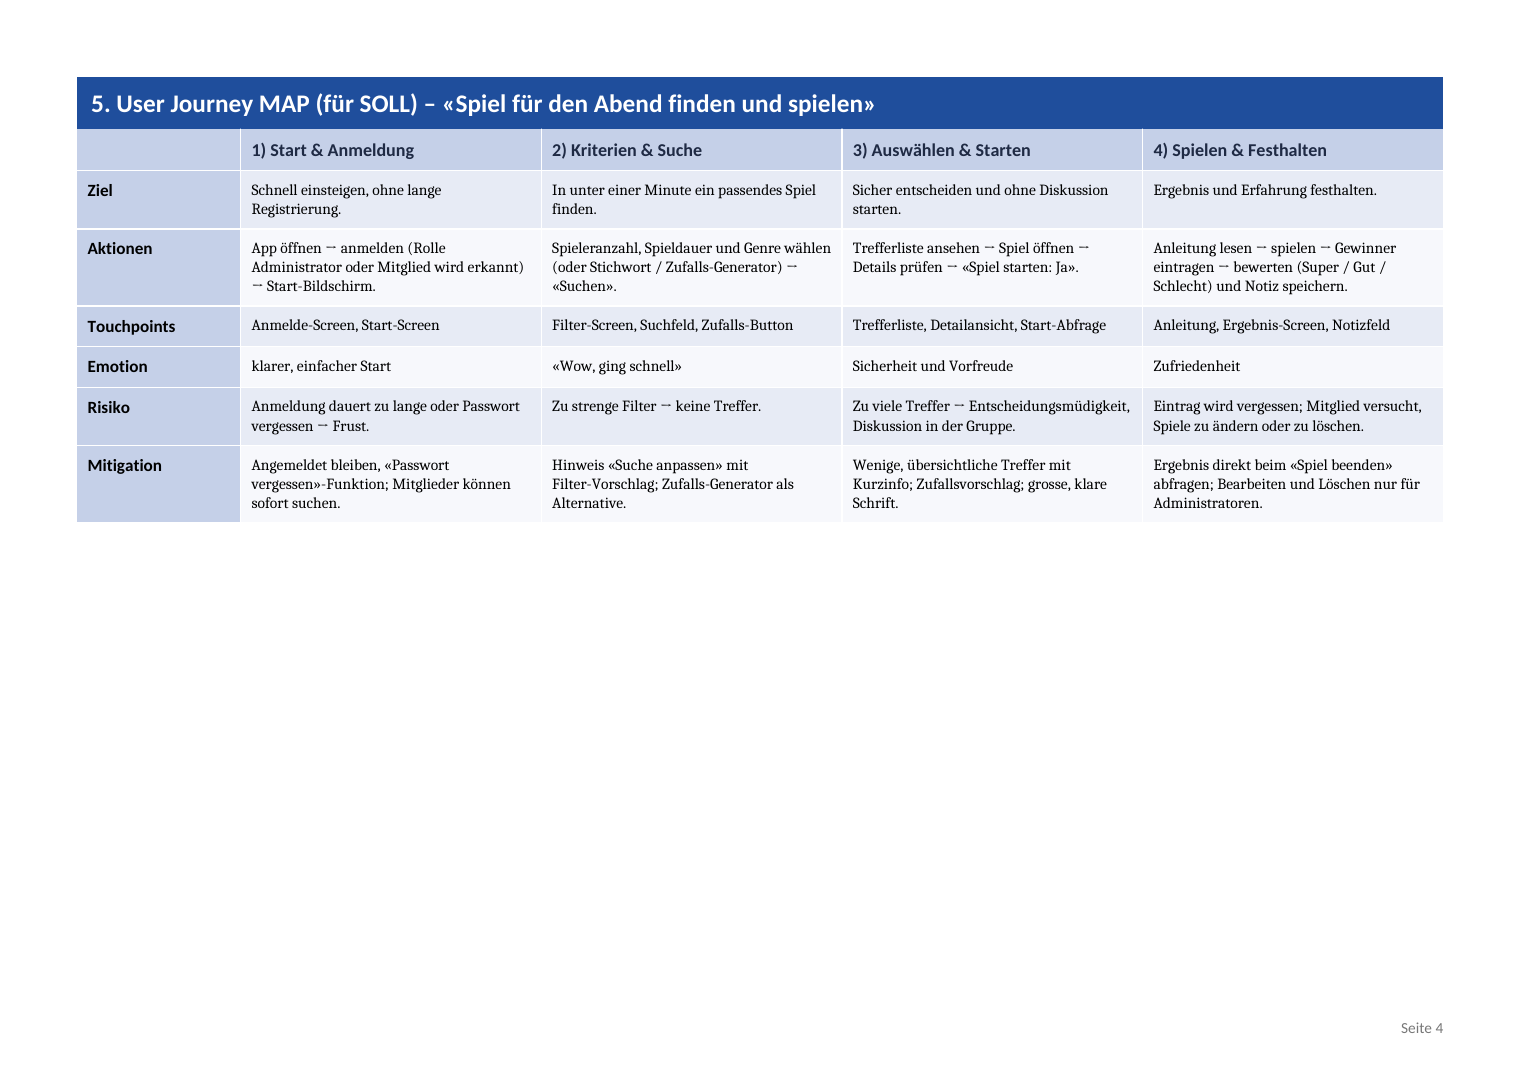 5. User Journey MAP (für SOLL) – «Spiel für den Abend finden und spielen»
1) Start & Anmeldung
2) Kriterien & Suche
3) Auswählen & Starten
4) Spielen & Festhalten
Ziel
Schnell einsteigen, ohne lange
Registrierung.
In unter einer Minute ein passendes Spiel
finden.
Sicher entscheiden und ohne Diskussion
starten.
Ergebnis und Erfahrung festhalten.
Aktionen
App öffnen → anmelden (Rolle
Administrator oder Mitglied wird erkannt)
→ Start-Bildschirm.
Spieleranzahl, Spieldauer und Genre wählen
(oder Stichwort / Zufalls-Generator) →
«Suchen».
Trefferliste ansehen → Spiel öffnen →
Details prüfen → «Spiel starten: Ja».
Anleitung lesen → spielen → Gewinner
eintragen → bewerten (Super / Gut /
Schlecht) und Notiz speichern.
Touchpoints
Anmelde-Screen, Start-Screen
Filter-Screen, Suchfeld, Zufalls-Button
Trefferliste, Detailansicht, Start-Abfrage
Anleitung, Ergebnis-Screen, Notizfeld
Emotion
klarer, einfacher Start
«Wow, ging schnell»
Sicherheit und Vorfreude
Zufriedenheit
Risiko
Anmeldung dauert zu lange oder Passwort
vergessen → Frust.
Zu strenge Filter → keine Treffer.
Zu viele Treffer → Entscheidungsmüdigkeit,
Diskussion in der Gruppe.
Eintrag wird vergessen; Mitglied versucht,
Spiele zu ändern oder zu löschen.
Mitigation
Angemeldet bleiben, «Passwort
vergessen»-Funktion; Mitglieder können
sofort suchen.
Hinweis «Suche anpassen» mit
Filter-Vorschlag; Zufalls-Generator als
Alternative.
Wenige, übersichtliche Treffer mit
Kurzinfo; Zufallsvorschlag; grosse, klare
Schrift.
Ergebnis direkt beim «Spiel beenden»
abfragen; Bearbeiten und Löschen nur für
Administratoren.
Seite 4